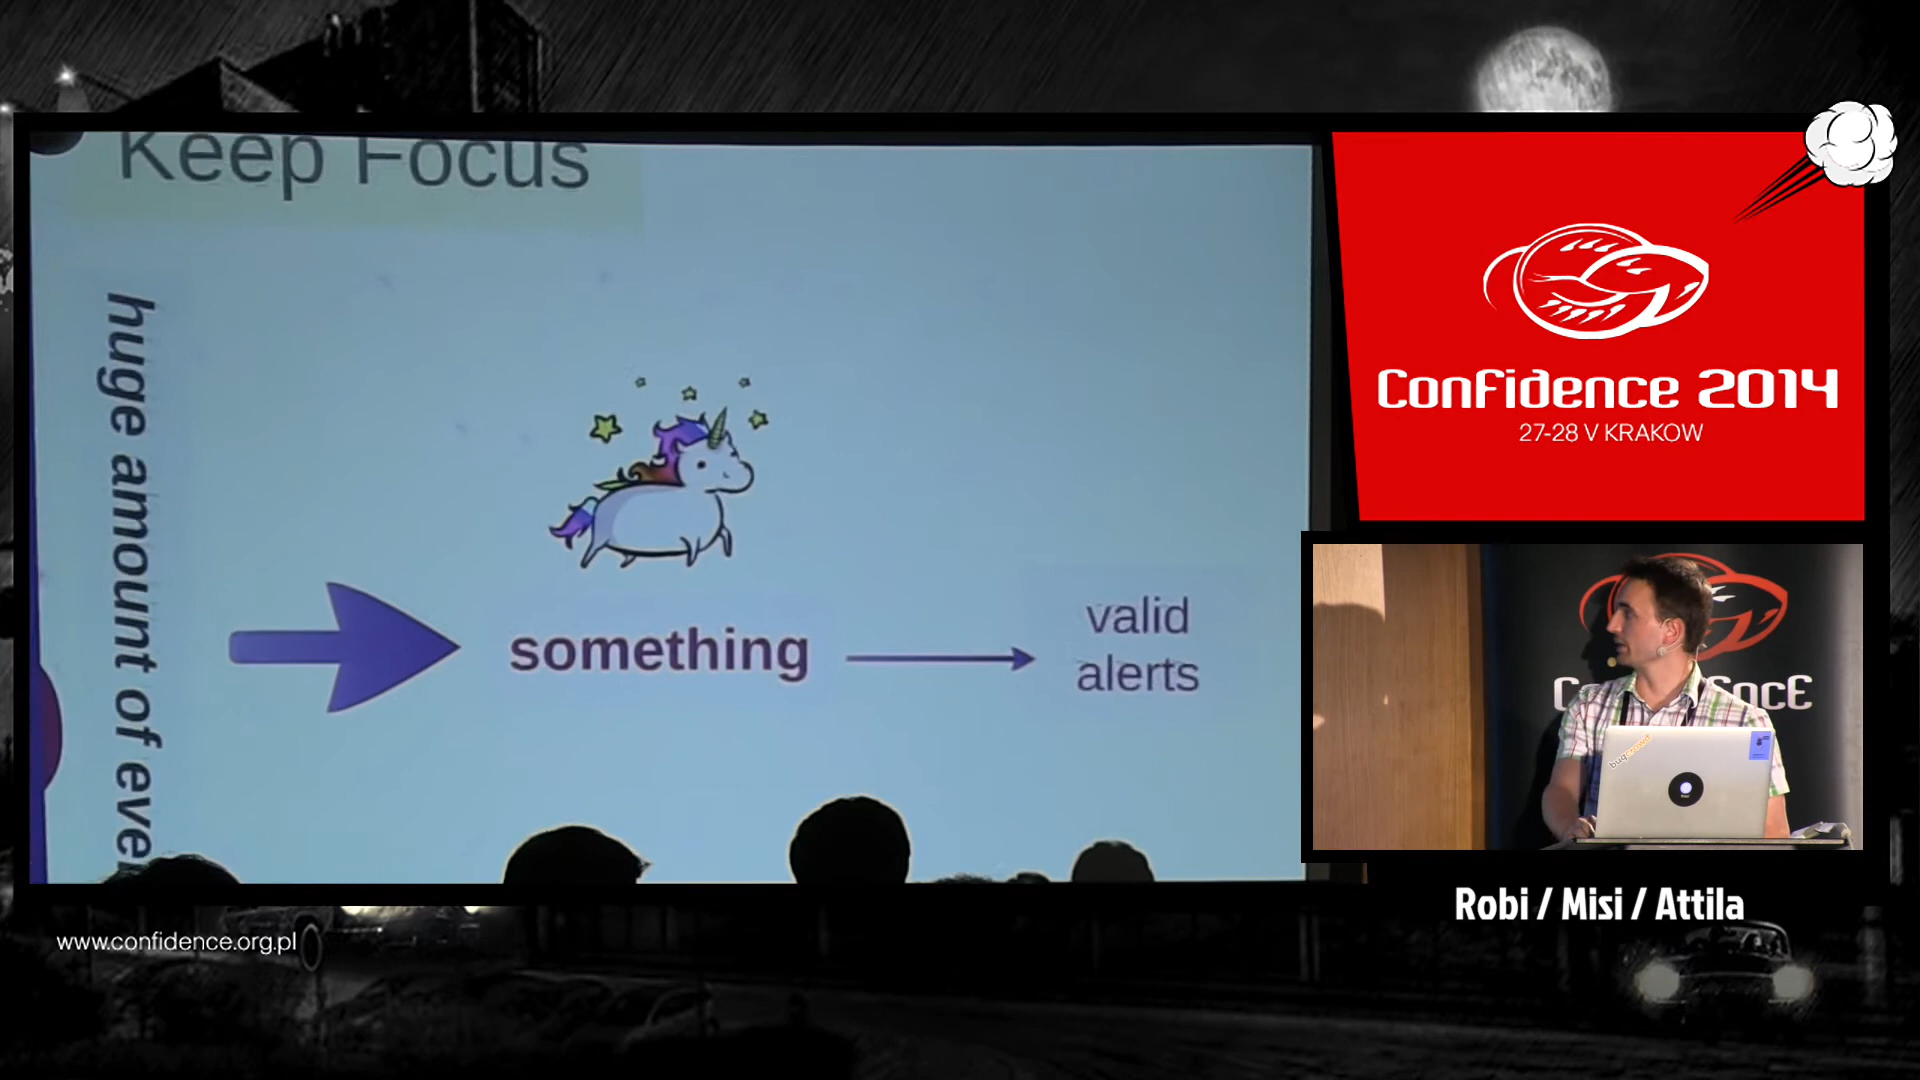 Keep Focus
huge amount of
something
valid
alerts
ConFidence 2014
27-28 V KRAKOW
bugcrowd
Robi / Misi / Attila
www.confidence.org.pl